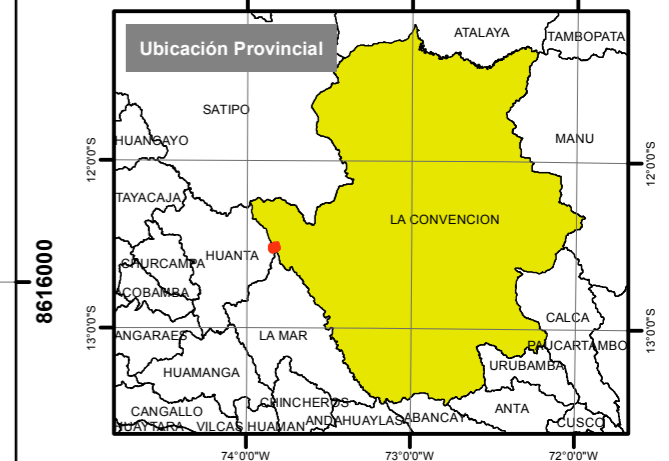 Ubicación Provincial
ATALAYA
TAMBOPATA
SATIPO
HUANCAYO
MANU
12°0'0"S
12°0'0"S
TAYACAJA
LA CONVENCION
HUANTA
CHURCAMPA
ACOBAMBA
8616000
CALCA
13°0'0"S
13°0'0"S
ANGARAES
LA MAR
PAUCARTAMBO
URUBAMBA
HUAMANGA
CHINCHEROS
CANGALLO
ANDAHUAYLAS
ABANCAY
ANTA
HUAYTARA
VILCAS HUAMAN
CUSCO
74°0'0"W
73°0'0"W
72°0'0"W